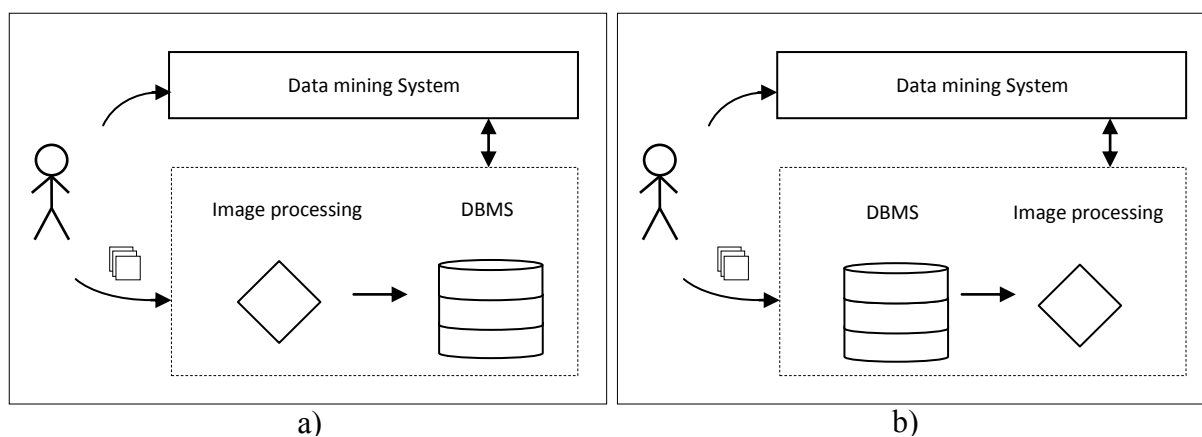 Data mining System
Image processing
DBMS
a)
Data mining System
DBMS
Image processing
b)